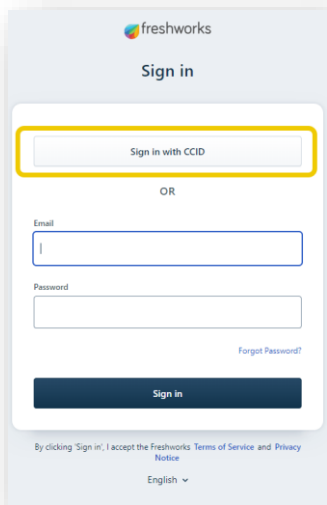 freshworks
Sign in
Sign in with CCID
OR
Email
Password
Forgot Password?
Sign in
By clicking 'Sign in', I accept the Freshworks Terms of Service and Privacy
Notice
English